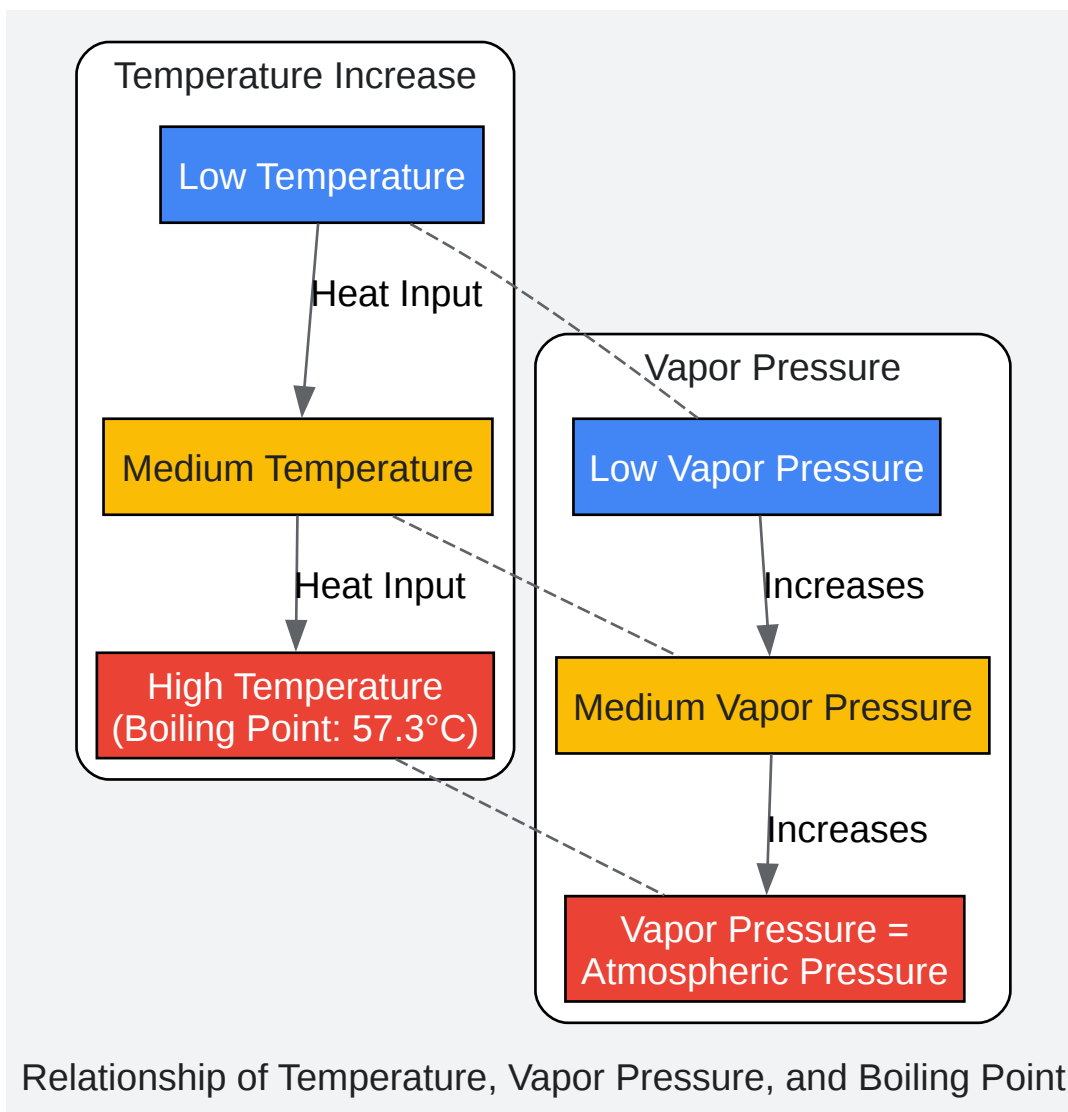 Temperature Increase
Low Temperature
Heat Input
Medium Temperature
Heat Input
High Temperature
(Boiling Point: 57.3°C)
Vapor Pressure
Low Vapor Pressure
Increases
Medium Vapor Pressure
Increases
Vapor Pressure =
Atmospheric Pressure
Relationship of Temperature, Vapor Pressure, and Boiling Point